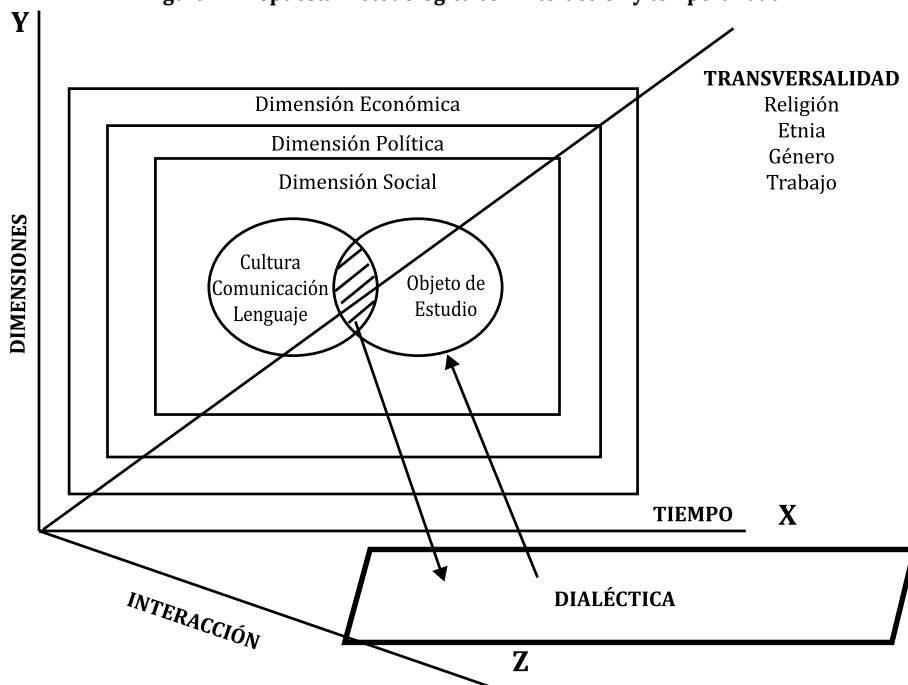 Y
TRANSVERSALIDAD
Religión
Etnia
Género
Trabajo
Dimensión Económica
Dimensión Política
Dimensión Social
Cultura
Comunicación
Lenguaje
Objeto de
Estudio
DIMENSIONES
TIEMPO
X
INTERACCIÓN
DIALÉCTICA
Z